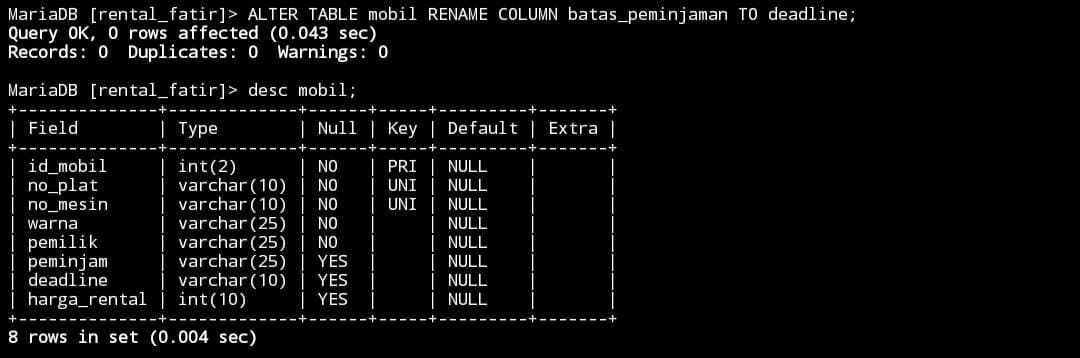 MariaDB [rental_fatir]> ALTER TABLE mobil RENAME COLUMN batas_peminjaman TO deadline;
Query OK, 0 rows affected (0.043 sec)
Records: 0  Duplicates: 0  Warnings: 0

MariaDB [rental_fatir]> desc mobil;
+--------------+-------------+------+-----+---------+-------+
| Field        | Type        | Null | Key | Default | Extra |
+--------------+-------------+------+-----+---------+-------+
| id_mobil     | int(2)      | NO   | PRI | NULL    |       |
| no_plat      | varchar(10) | NO   | UNI | NULL    |       |
| no_mesin     | varchar(10) | NO   | UNI | NULL    |       |
| warna        | varchar(25) | NO   |     | NULL    |       |
| pemilik      | varchar(25) | NO   |     | NULL    |       |
| peminjam     | varchar(25) | YES  |     | NULL    |       |
| deadline     | varchar(10) | YES  |     | NULL    |       |
| harga_rental | int(10)     | YES  |     | NULL    |       |
+--------------+-------------+------+-----+---------+-------+
8 rows in set (0.004 sec)